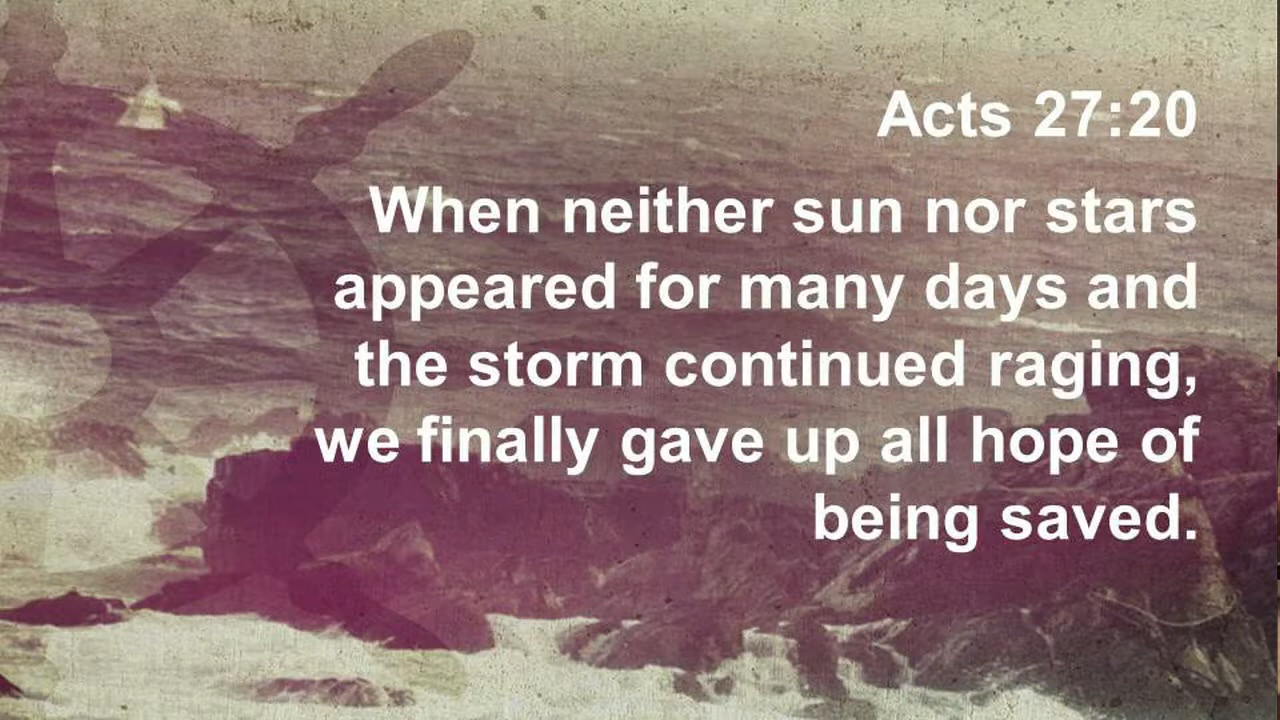 Acts 27:20
When neither sun nor stars
appeared for many days and
the storm continued raging,
we finally gave up all hope of
being saved.